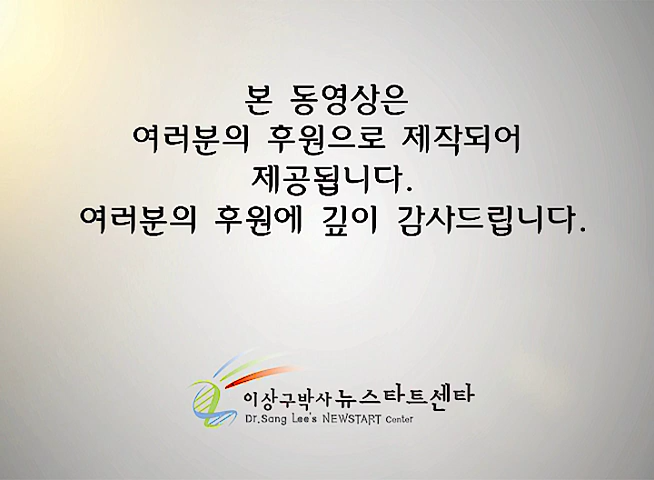 본 동영상은
여러분의 후원으로 제작되어
제공됩니다.
여러분의 후원에 깊이 감사드립니다.
이상구박사 뉴스타트센타
Dr.Sang Lee's NEWSTART Center